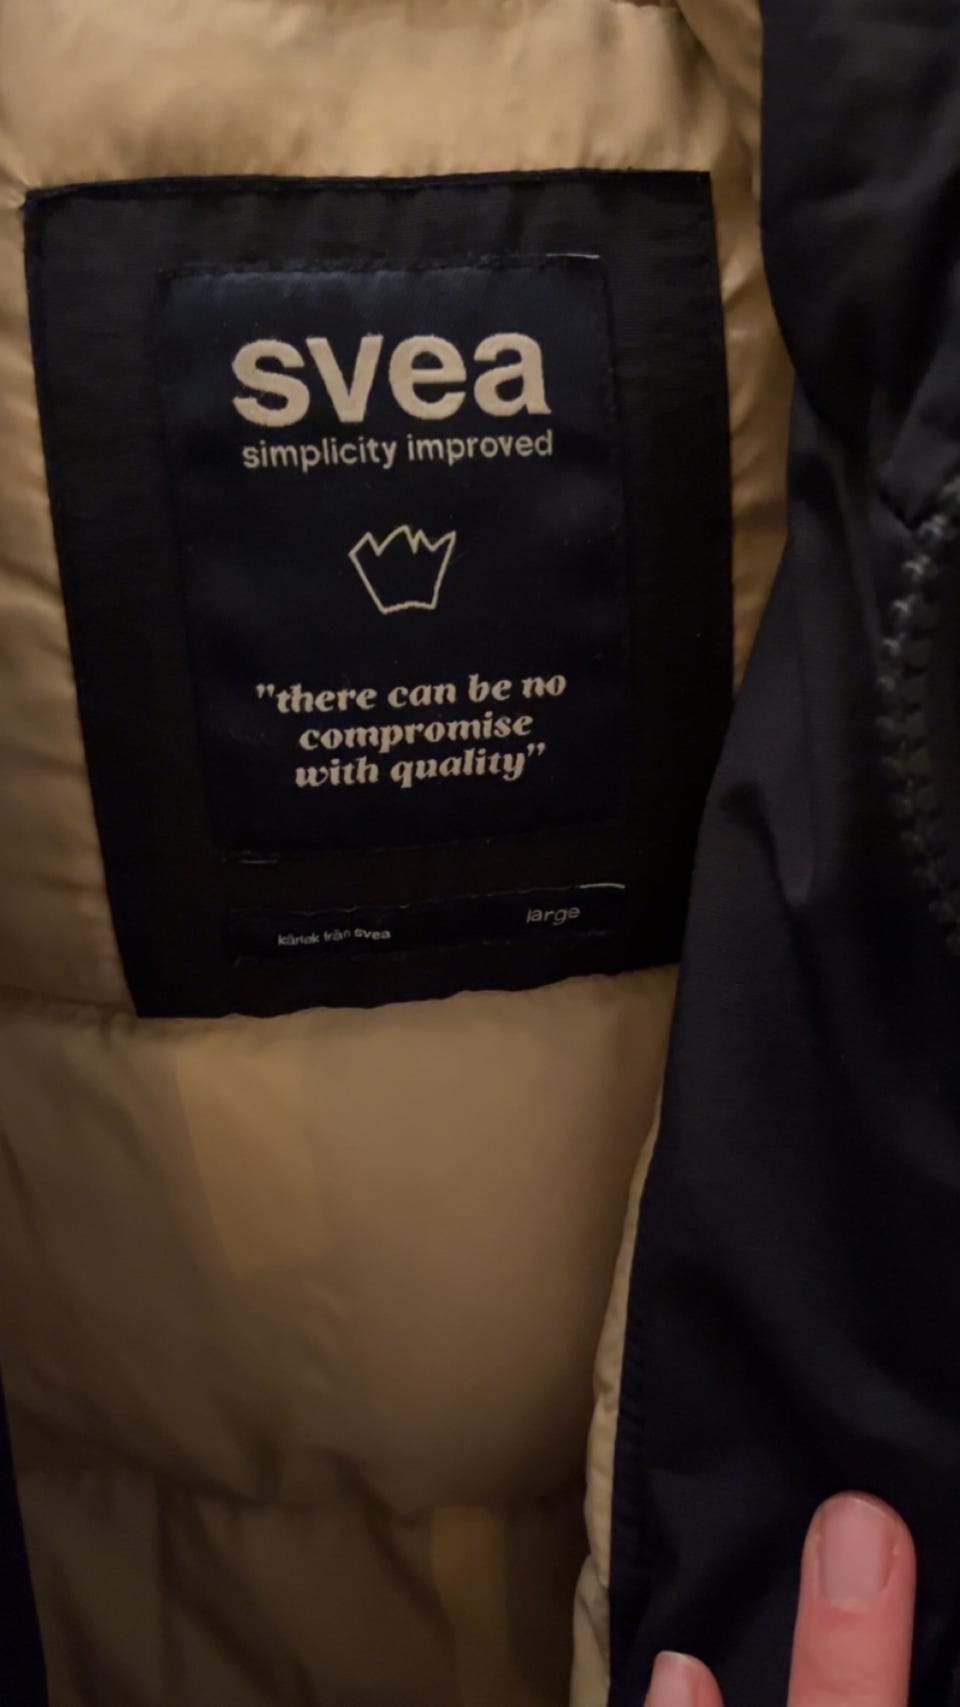 svea
simplicity improved
"there can be no
compromise
with quality"
kärlek från svea
large